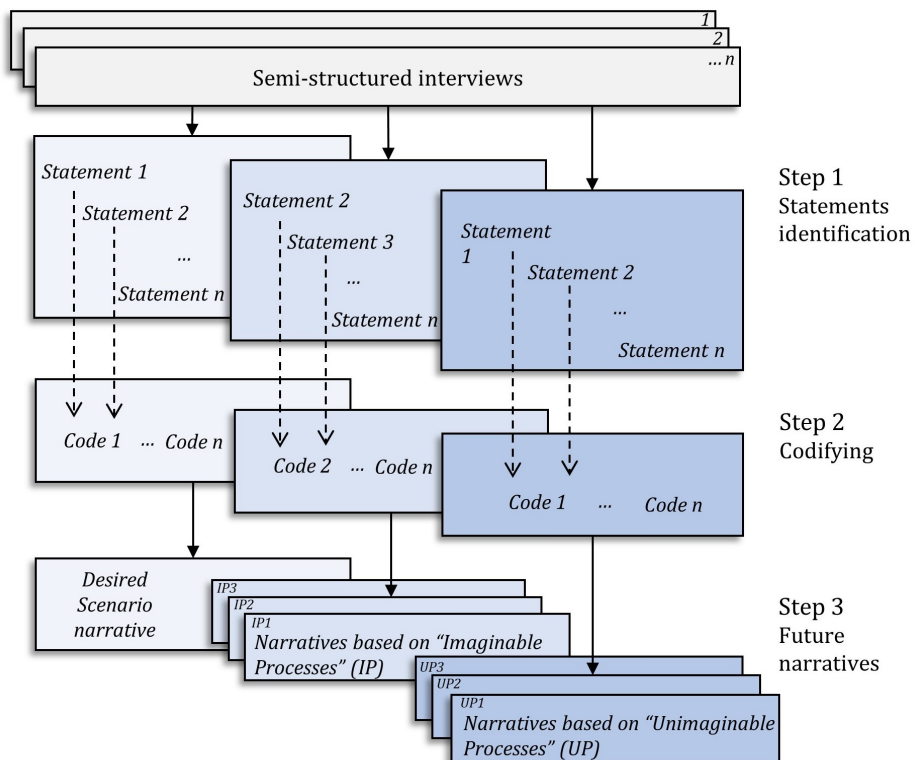 1
2
... n
Semi-structured interviews
Statement 1
Statement 2
...
Statement n
Statement 2
Statement 3
...
Statement n
Statement
1
Statement 2
...
Statement n
Step 1
Statements
identification
Code 1 ... Code n
Code 2 ... Code n
Code 1 ... Code n
Step 2
Codifying
Desired
Scenario
narrative
IP3
IP2
IP1
Narratives based on “Imaginable
Processes” (IP)
UP3
UP2
UP1
Narratives based on “Unimaginable
Processes” (UP)
Step 3
Future
narratives